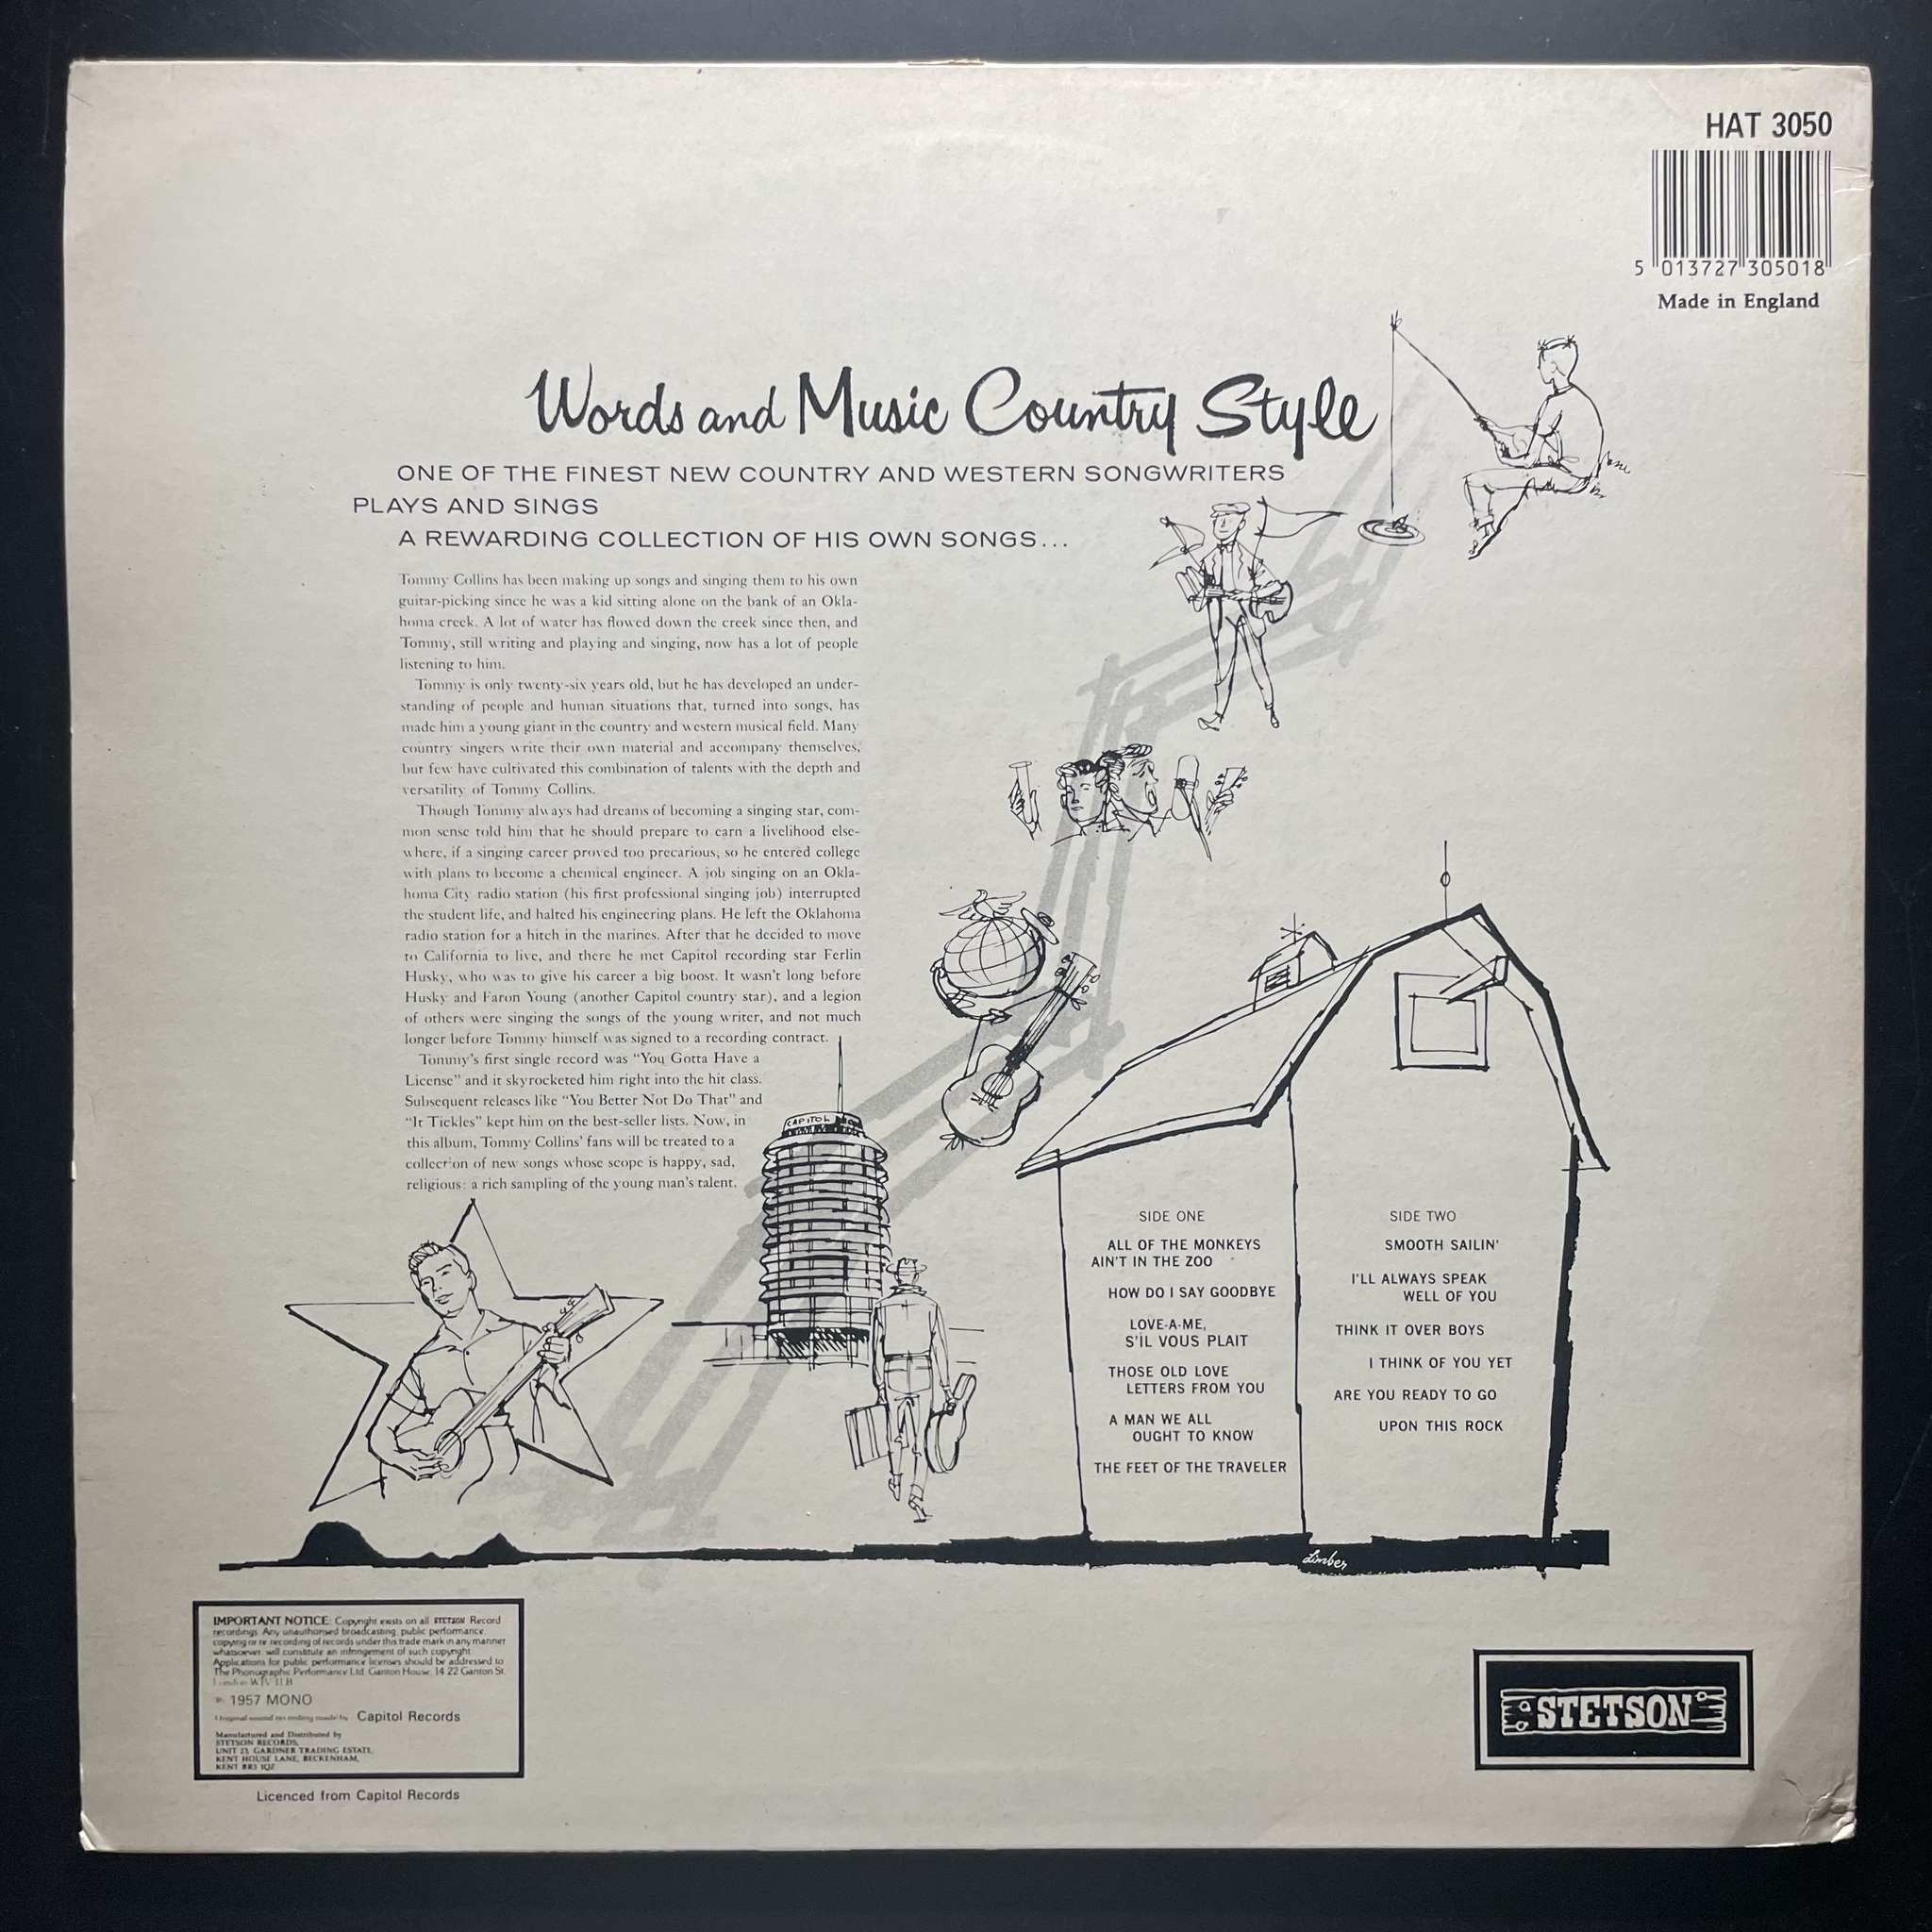 HAT 3050
5 013727 305018
Made in England
Words and Music Country Style
ONE OF THE FINEST NEW COUNTRY AND WESTERN SONGWRITERS
PLAYS AND SINGS
A REWARDING COLLECTION OF HIS OWN SONGS...
Tommy Collins has been making up songs and singing them to his own
guitar-picking since he was a kid sitting alone on the bank of an Okla-
homa creek. A lot of water has flowed down the creek since then, and
Tommy, still writing and playing and singing, now has a lot of people
listening to him.
Tommy is only twenty-six years old, but he has developed an under-
standing of people and human situations that, turned into songs, has
made him a young giant in the country and western musical field. Many
country singers write their own material and accompany themselves,
but few have cultivated this combination of talents with the depth and
versatility of Tommy Collins.
Though Tommy always had dreams of becoming a singing star, com-
mon sense told him that he should prepare to earn a livelihood else-
where, if a singing career proved too precarious; so he entered college
with plans to become a chemical engineer. A job singing on an Okla-
homa City radio station (his first professional singing job) interrupted
the student life, and halted his engineering plans. He left the Oklahoma
radio station for a hitch in the marines. After that he decided to move
to California to live, and there he met Capitol recording star Ferlin
Husky, who was to give his career a big boost. It wasn't long before
Husky and Faron Young (another Capitol country star), and a legion
of others were singing the songs of the young writer, and not much
longer before Tommy himself was signed to a recording contract.
Tommy's first single record was "You Gotta Have a
License" and it skyrocketed him right into the hit class.
Subsequent releases like "You Better Not Do That" and
"It Tickles" kept him on the best-seller lists. Now, in
this album, Tommy Collins' fans will be treated to a
collection of new songs whose scope is happy, sad,
religious: a rich sampling of the young man's talent.
CAPITOL
SIDE ONE
ALL OF THE MONKEYS
AIN'T IN THE ZOO
HOW DO I SAY GOODBYE
LOVE-A-ME,
S'IL VOUS PLAIT
THOSE OLD LOVE
LETTERS FROM YOU
A MAN WE ALL
OUGHT TO KNOW
THE FEET OF THE TRAVELER
SIDE TWO
SMOOTH SAILIN'
I'LL ALWAYS SPEAK
WELL OF YOU
THINK IT OVER BOYS
I THINK OF YOU YET
ARE YOU READY TO GO
UPON THIS ROCK
IMPORTANT NOTICE: Copyright exists on all STETSON Record
recordings. Any unauthorised broadcasting, public performance,
copying or re-recording of records under this trade mark in any manner
whatsoever, will constitute an infringement of such copyright.
Applications for public performance licenses should be addressed to
The Phonographic Performance Ltd. Ganton House, 14 22 Ganton St.
London W1V 1LB
℗ 1957 MONO
Original sound recording made by Capitol Records
Manufactured and Distributed by
STETSON RECORDS,
UNIT 23, GARDNER TRADING ESTATE,
KENT HOUSE LANE, BECKENHAM,
KENT BR3 1QZ
Licenced from Capitol Records
STETSON